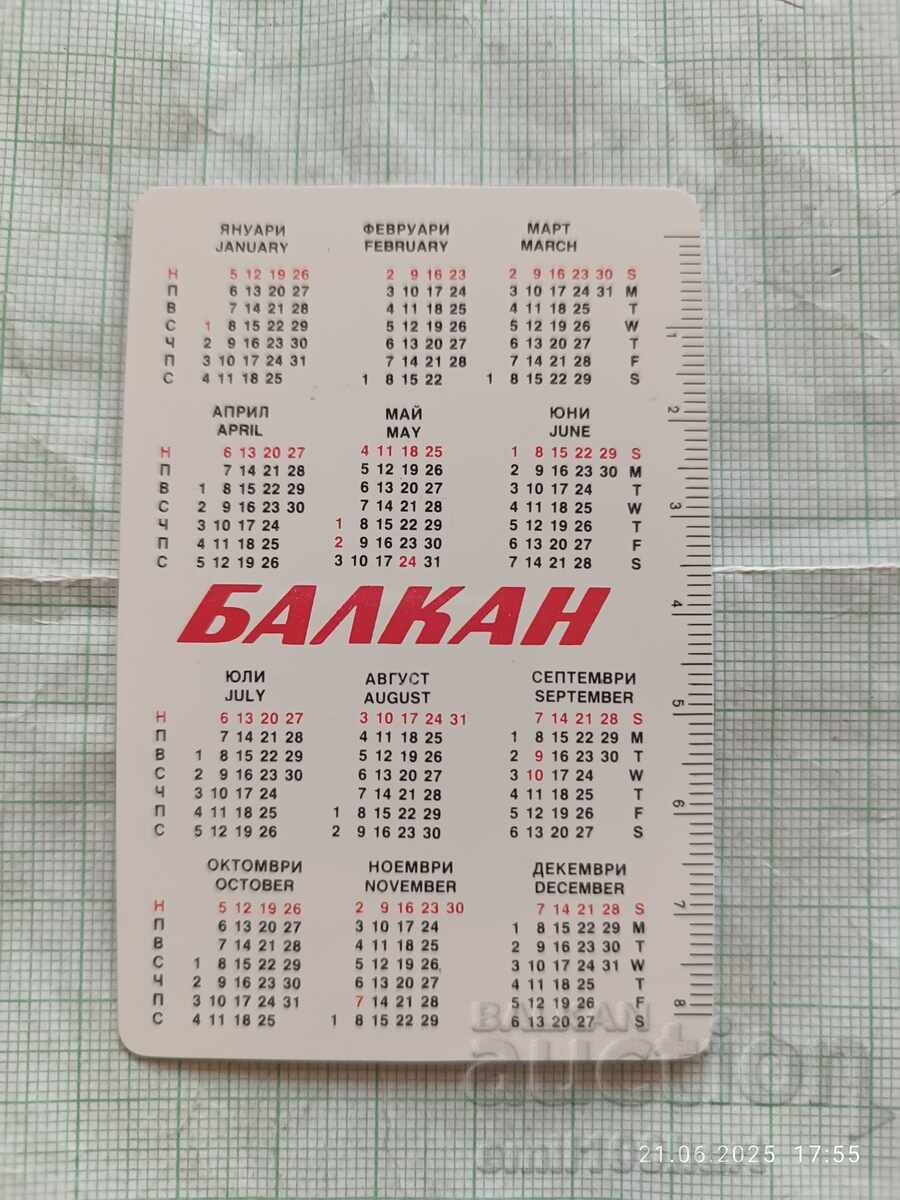 ЯНУАРИ ФЕВРУАРИ МАРТ
JANUARY FEBRUARY MARCH
Н 5 12 19 26 2 9 16 23 2 9 16 23 30 S
П 6 13 20 27 3 10 17 24 3 10 17 24 31 M
В 7 14 21 28 4 11 18 25 4 11 18 25 T
С 1 8 15 22 29 5 12 19 26 5 12 19 26 W
Ч 2 9 16 23 30 6 13 20 27 6 13 20 27 T
П 3 10 17 24 31 7 14 21 28 7 14 21 28 F
С 4 11 18 25 1 8 15 22 1 8 15 22 29 S
АПРИЛ МАЙ ЮНИ
APRIL MAY JUNE
Н 6 13 20 27 4 11 18 25 1 8 15 22 29 S
П 7 14 21 28 5 12 19 26 2 9 16 23 30 M
В 1 8 15 22 29 6 13 20 27 3 10 17 24 T
С 2 9 16 23 30 7 14 21 28 4 11 18 25 W
Ч 3 10 17 24 1 8 15 22 29 5 12 19 26 T
П 4 11 18 25 2 9 16 23 30 6 13 20 27 F
С 5 12 19 26 3 10 17 24 31 7 14 21 28 S
БАЛКАН
ЮЛИ АВГУСТ СЕПТЕМВРИ
JULY AUGUST SEPTEMBER
Н 6 13 20 27 3 10 17 24 31 7 14 21 28 S
П 7 14 21 28 4 11 18 25 1 8 15 22 29 M
В 1 8 15 22 29 5 12 19 26 2 9 16 23 30 T
С 2 9 16 23 30 6 13 20 27 3 10 17 24 W
Ч 3 10 17 24 7 14 21 28 4 11 18 25 T
П 4 11 18 25 1 8 15 22 29 5 12 19 26 F
С 5 12 19 26 2 9 16 23 30 6 13 20 27 S
ОКТОМВРИ НОЕМВРИ ДЕКЕМВРИ
OCTOBER NOVEMBER DECEMBER
Н 5 12 19 26 2 9 16 23 30 7 14 21 28 S
П 6 13 20 27 3 10 17 24 1 8 15 22 29 M
В 7 14 21 28 4 11 18 25 2 9 16 23 30 T
С 1 8 15 22 29 5 12 19 26 3 10 17 24 31 W
Ч 2 9 16 23 30 6 13 20 27 4 11 18 25 T
П 3 10 17 24 31 7 14 21 28 5 12 19 26 F
С 4 11 18 25 1 8 15 22 29 6 13 20 27 S
1
2
3
4
5
6
7
8
BALKAN
auction
21.06.2025 17:55